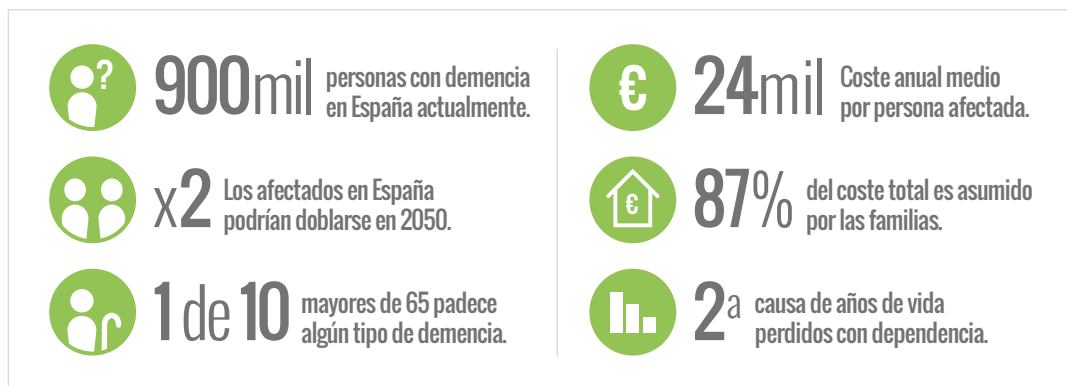 ?
900mil personas con demencia
en España actualmente.
x2 Los afectados en España
podrían doblarse en 2050.
1 de 10 mayores de 65 padece
algún tipo de demencia.
€
24mil Coste anual medio
por persona afectada.
€
87% del coste total es asumido
por las familias.
2ª causa de años de vida
perdidos con dependencia.